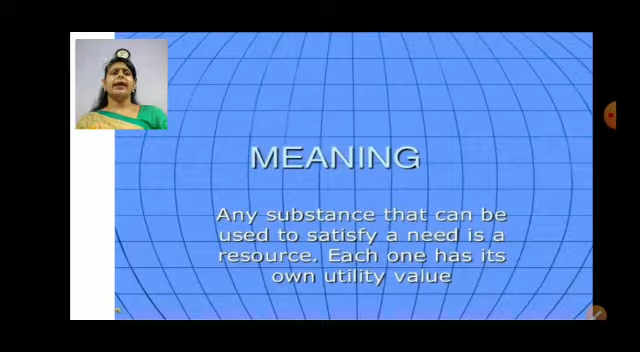 MEANING
Any substance that can be
used to satisfy a need is a
resource. Each one has its
own utility value